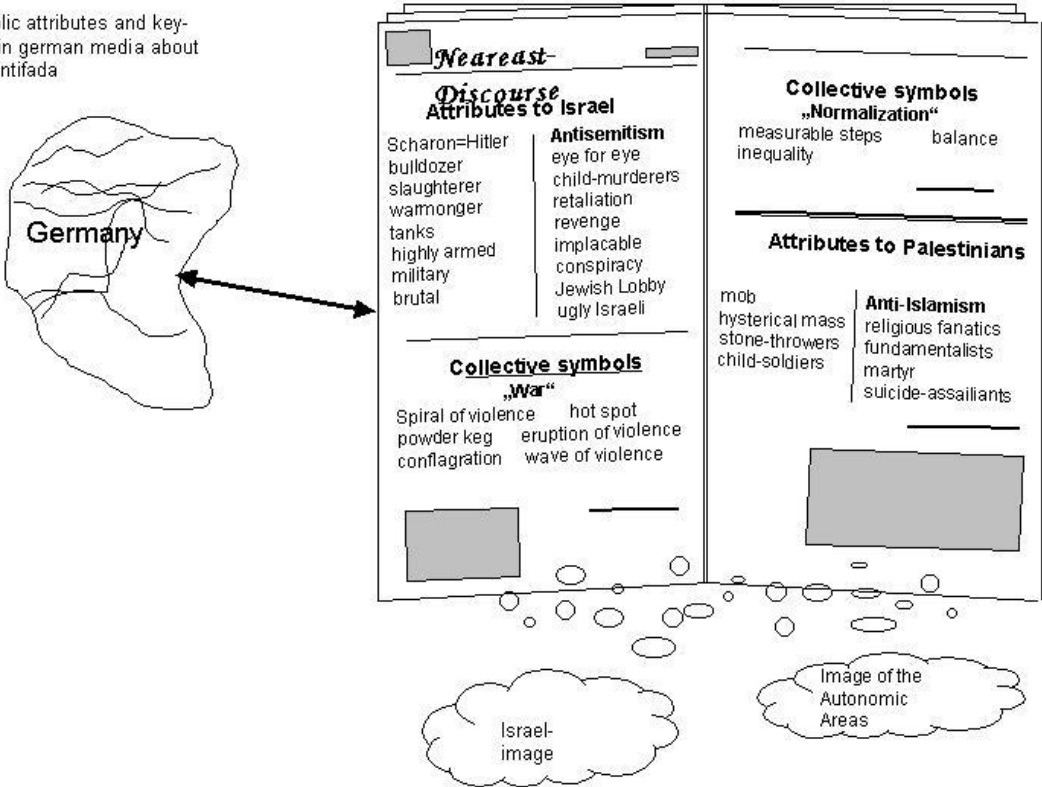 lic attributes and key-
in german media about
ntifada
Germany
Neareast-
Discourse
Attributes to Israel
Scharon=Hitler
bulldozer
slaughterer
warmonger
tanks
highly armed
military
brutal
Antisemitism
eye for eye
child-murderers
retaliation
revenge
implacable
conspiracy
Jewish Lobby
ugly Israeli
Collective symbols
„War“
Spiral of violence hot spot
powder keg eruption of violence
conflagration wave of violence
Collective symbols
„Normalization“
measurable steps balance
inequality
Attributes to Palestinians
mob
hysterical mass
stone-throwers
child-soldiers
Anti-Islamism
religious fanatics
fundamentalists
martyr
suicide-assailiants
Israel-
image
Image of the
Autonomic
Areas